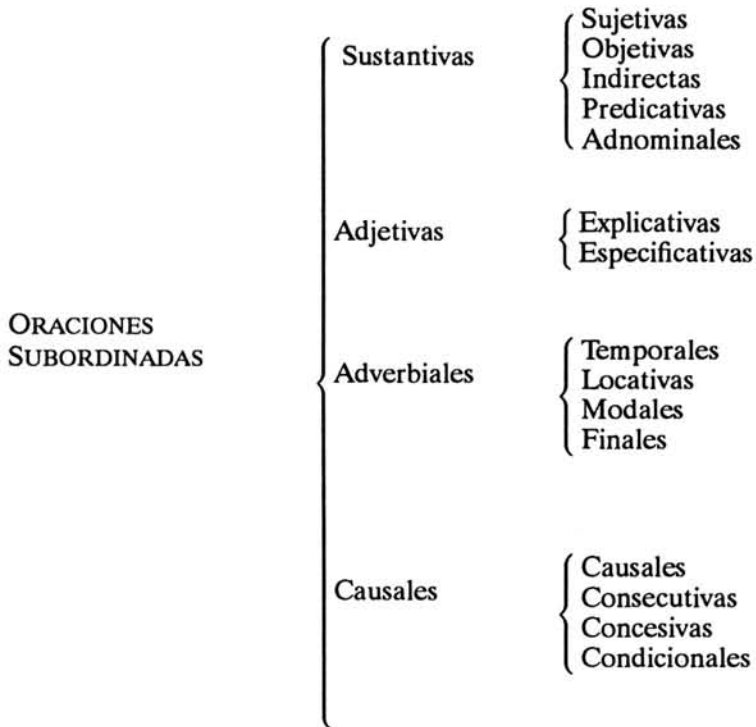 ORACIONES
SUBORDINADAS
Sustantivas
Sujetivas
Objetivas
Indirectas
Predicativas
Adnominales
Adjetivas
Explicativas
Especificativas
Adverbiales
Temporales
Locativas
Modales
Finales
Causales
Causales
Consecutivas
Concesivas
Condicionales